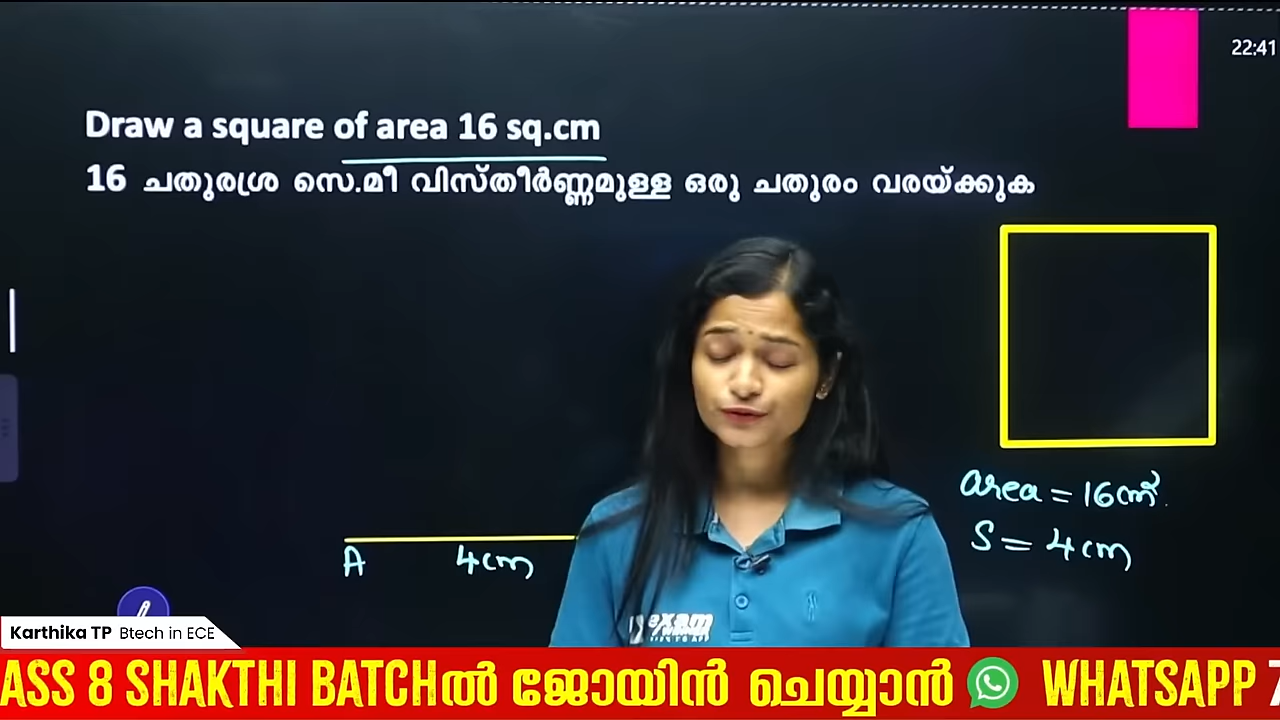 22:41
Draw a square of area 16 sq.cm
16 ചതുരശ്ര സെ.മീ വിസ്തീർണ്ണമുള്ള ഒരു ചതുരം വരയ്ക്കുക
area = 16cm²
S = 4cm
A 4cm
exam
Karthika TP Btech in ECE
ASS 8 SHAKTHI BATCHൽ ജോയിൻ ചെയ്യാൻ WHATSAPP 7